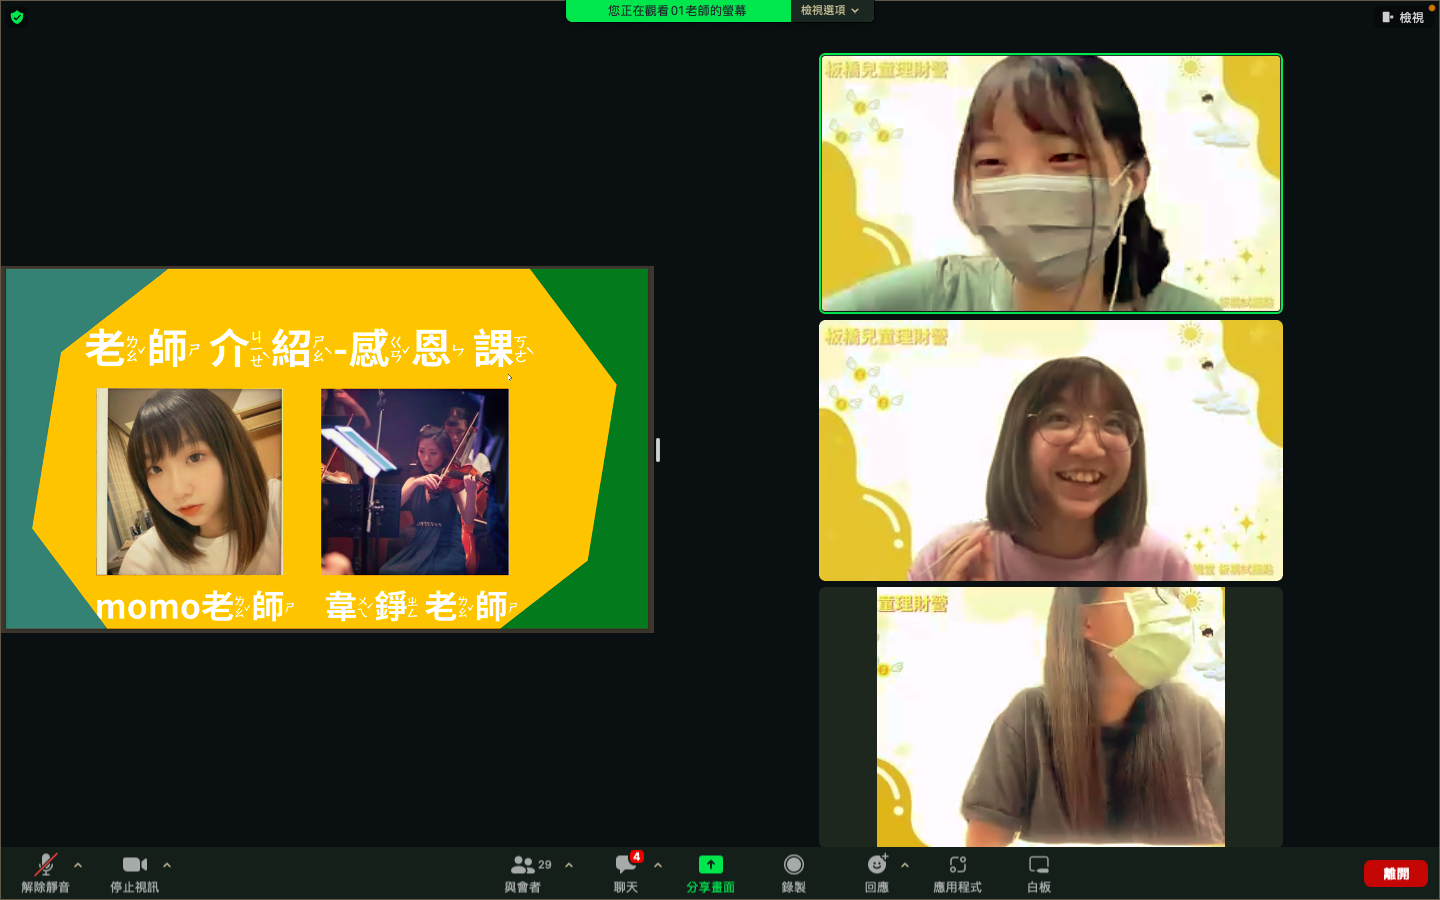 您正在觀看 01老師的螢幕
檢視選項
檢視
老ㄌㄠˇ師ㄕ 介ㄐㄧㄝˋ紹ㄕㄠˋ-感ㄍㄢˇ恩ㄣ 課ㄎㄜˋ
momo老ㄌㄠˇ師ㄕ
韋ㄨㄟˊ錚ㄓㄥ 老ㄌㄠˇ師ㄕ
板橋兒童理財營
板橋兒童理財營
童理財營
解除靜音
停止視訊
29
與會者
4
聊天
分享畫面
錄製
回應
應用程式
白板
離開